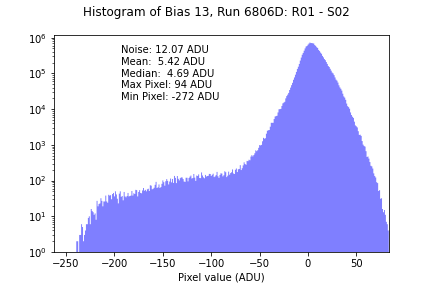 Histogram of Bias 13, Run 6806D: R01 - S02
Noise: 12.07 ADU
Mean:  5.42 ADU
Median:  4.69 ADU
Max Pixel: 94 ADU
Min Pixel: -272 ADU
10⁶
10⁵
10⁴
10³
10²
10¹
10⁰
−250 −200 −150 −100 −50 0 50
Pixel value (ADU)